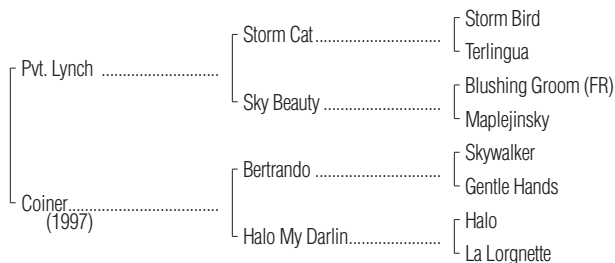 Storm Bird
Storm Cat
Terlingua
Pvt. Lynch
Blushing Groom (FR)
Sky Beauty
Maplejinsky
Skywalker
Bertrando
Gentle Hands
Coiner
(1997)
Halo
Halo My Darlin
La Lorgnette